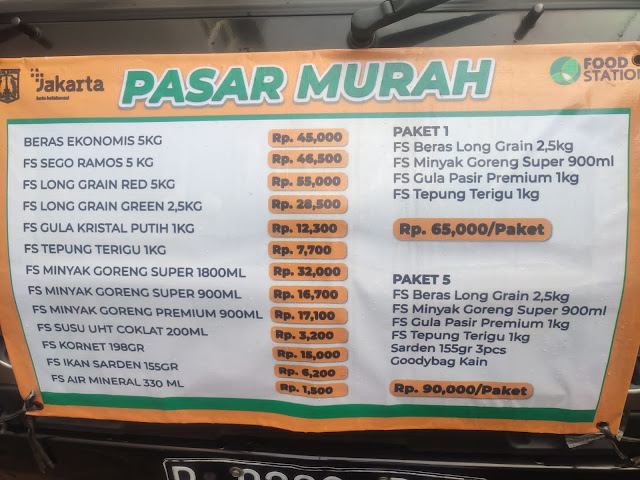 Jakarta
kota kolaborasi
PASAR MURAH
FOOD
STATION
BERAS EKONOMIS 5KG Rp. 45,000
FS SEGO RAMOS 5 KG Rp. 46,500
FS LONG GRAIN RED 5KG Rp. 55,000
FS LONG GRAIN GREEN 2,5KG Rp. 28,500
FS GULA KRISTAL PUTIH 1KG Rp. 12,300
FS TEPUNG TERIGU 1KG Rp. 7,700
FS MINYAK GORENG SUPER 1800ML Rp. 32,000
FS MINYAK GORENG SUPER 900ML Rp. 16,700
FS MINYAK GORENG PREMIUM 900ML Rp. 17,100
FS SUSU UHT COKLAT 200ML Rp. 3,200
FS KORNET 198GR Rp. 15,000
FS IKAN SARDEN 155GR Rp. 6,200
FS AIR MINERAL 330 ML Rp. 1,500
PAKET 1
FS Beras Long Grain 2,5kg
FS Minyak Goreng Super 900ml
FS Gula Pasir Premium 1kg
FS Tepung Terigu 1kg
Rp. 65,000/Paket
PAKET 5
FS Beras Long Grain 2,5kg
FS Minyak Goreng Super 900ml
FS Gula Pasir Premium 1kg
FS Tepung Terigu 1kg
Sarden 155gr 3pcs
Goodybag Kain
Rp. 90,000/Paket